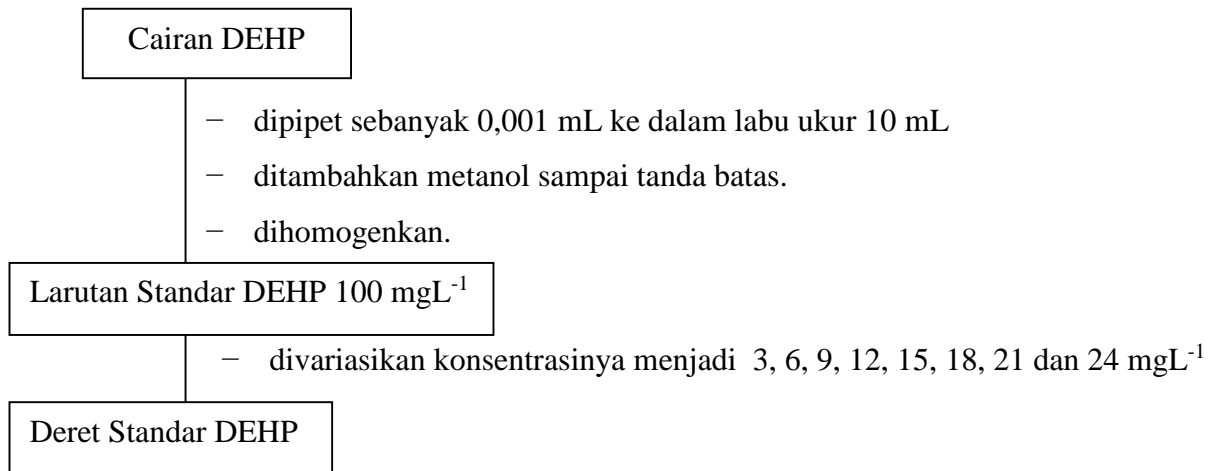 Cairan DEHP
− dipipet sebanyak 0,001 mL ke dalam labu ukur 10 mL
− ditambahkan metanol sampai tanda batas.
− dihomogenkan.
Larutan Standar DEHP 100 mgL⁻¹
− divariasikan konsentrasinya menjadi 3, 6, 9, 12, 15, 18, 21 dan 24 mgL⁻¹
Deret Standar DEHP